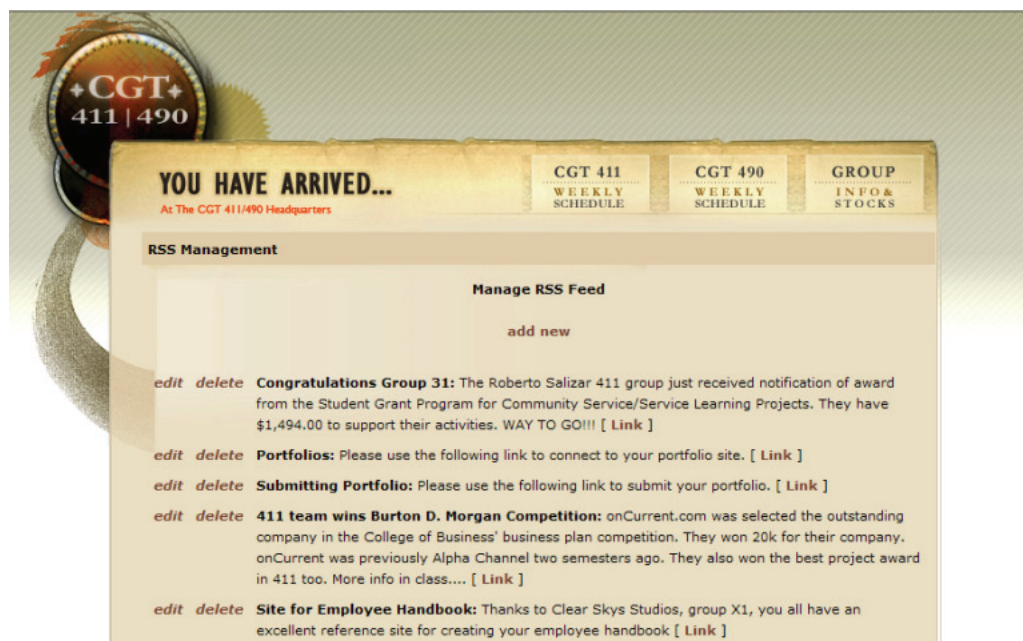 ✦CGT✦
411 | 490
YOU HAVE ARRIVED...
At The CGT 411/490 Headquarters
CGT 411
WEEKLY
SCHEDULE
CGT 490
WEEKLY
SCHEDULE
GROUP
INFO&
STOCKS
RSS Management
Manage RSS Feed
add new
edit delete Congratulations Group 31: The Roberto Salizar 411 group just received notification of award
from the Student Grant Program for Community Service/Service Learning Projects. They have
$1,494.00 to support their activities. WAY TO GO!!! [ Link ]
edit delete Portfolios: Please use the following link to connect to your portfolio site. [ Link ]
edit delete Submitting Portfolio: Please use the following link to submit your portfolio. [ Link ]
edit delete 411 team wins Burton D. Morgan Competition: onCurrent.com was selected the outstanding
company in the College of Business' business plan competition. They won 20k for their company.
onCurrent was previously Alpha Channel two semesters ago. They also won the best project award
in 411 too. More info in class.... [ Link ]
edit delete Site for Employee Handbook: Thanks to Clear Skys Studios, group X1, you all have an
excellent reference site for creating your employee handbook [ Link ]